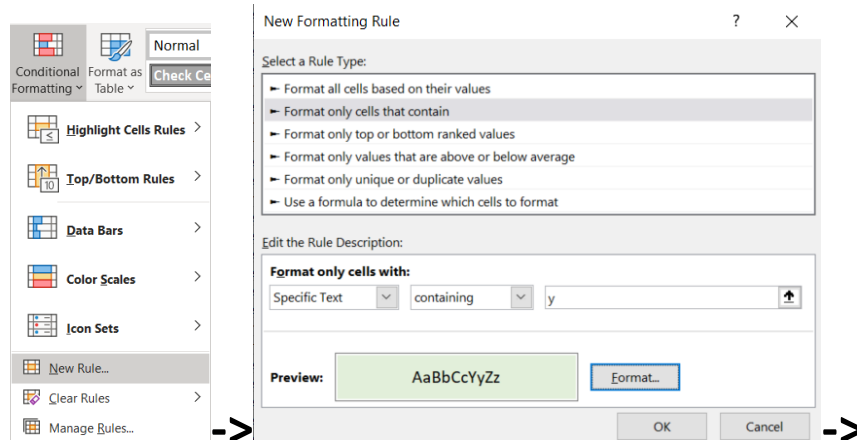 Normal
Conditional Formatting
Format as Table
Check Ce
Highlight Cells Rules
10
Top/Bottom Rules
Data Bars
Color Scales
Icon Sets
New Rule...
Clear Rules
Manage Rules...
->
New Formatting Rule
?
Select a Rule Type:
► Format all cells based on their values
► Format only cells that contain
► Format only top or bottom ranked values
► Format only values that are above or below average
► Format only unique or duplicate values
► Use a formula to determine which cells to format
Edit the Rule Description:
Format only cells with:
Specific Text containing y
Preview: AaBbCcYyZz Format...
OK Cancel
->